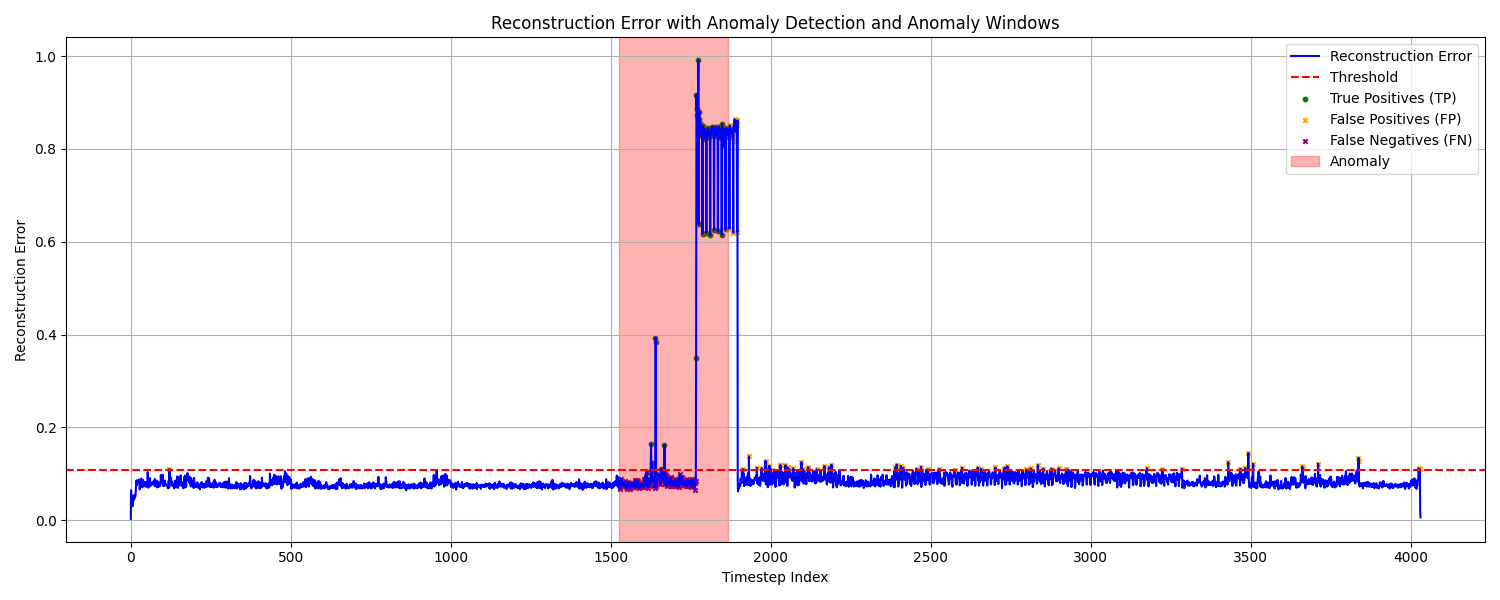 Reconstruction Error with Anomaly Detection and Anomaly Windows
Reconstruction Error
1.0
0.8
0.6
0.4
0.2
0.0
Reconstruction Error
Threshold
True Positives (TP)
False Positives (FP)
False Negatives (FN)
Anomaly
0 500 1000 1500 2000 2500 3000 3500 4000
Timestep Index